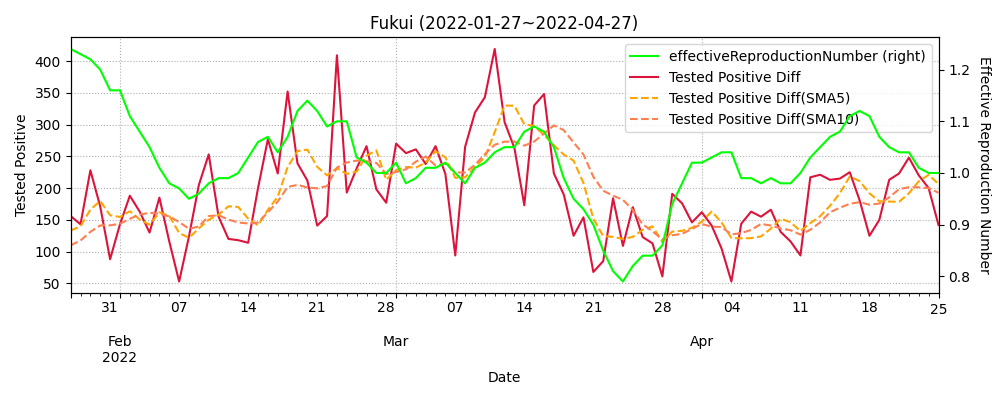 Fukui (2022-01-27~2022-04-27)
effectiveReproductionNumber (right)
Tested Positive Diff
Tested Positive Diff(SMA5)
Tested Positive Diff(SMA10)
Tested Positive
400
350
300
250
200
150
100
50
1.2
1.1
1.0
0.9
0.8
Effective Reproduction Number
31 07 14 21 28 07 14 21 28 04 11 18 25
Feb Mar Apr
2022
Date